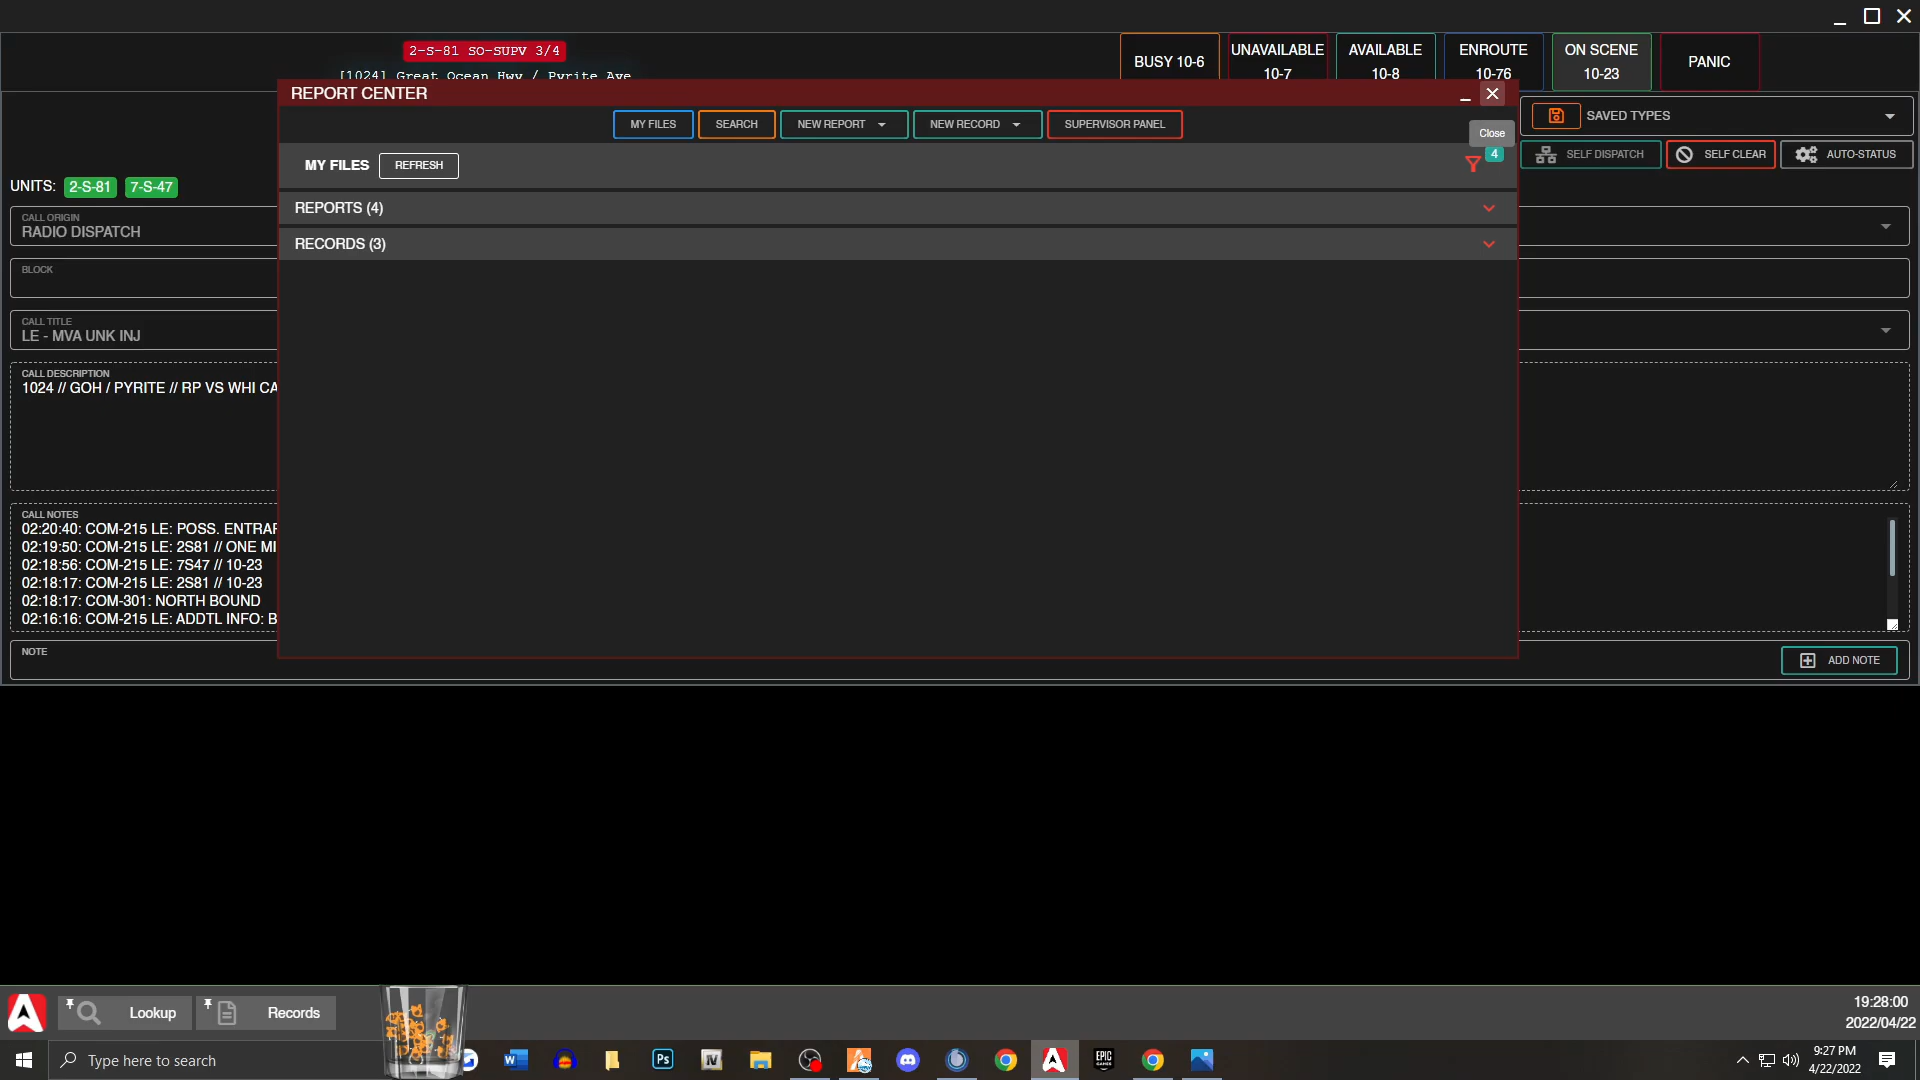 2-S-81 SO-SUPV 3/4
[1024] Great Ocean Hwy / Pyrite Ave
BUSY 10-6
UNAVAILABLE
10-7
AVAILABLE
10-8
ENROUTE
10-76
ON SCENE
10-23
PANIC
REPORT CENTER
MY FILES
SEARCH
NEW REPORT
NEW RECORD
SUPERVISOR PANEL
Close
SAVED TYPES
MY FILES
REFRESH
4
SELF DISPATCH
SELF CLEAR
AUTO-STATUS
UNITS:
2-S-81
7-S-47
REPORTS (4)
RECORDS (3)
CALL ORIGIN
RADIO DISPATCH
BLOCK
CALL TITLE
LE - MVA UNK INJ
CALL DESCRIPTION
1024 // GOH / PYRITE // RP VS WHI CA
CALL NOTES
02:20:40: COM-215 LE: POSS. ENTRAP
02:19:50: COM-215 LE: 2S81 // ONE MI
02:18:56: COM-215 LE: 7S47 // 10-23
02:18:17: COM-215 LE: 2S81 // 10-23
02:18:17: COM-301: NORTH BOUND
02:16:16: COM-215 LE: ADDTL INFO: B
NOTE
ADD NOTE
Lookup
Records
19:28:00
2022/04/22
Type here to search
Ps
IV
EPIC
GAMES
9:27 PM
4/22/2022